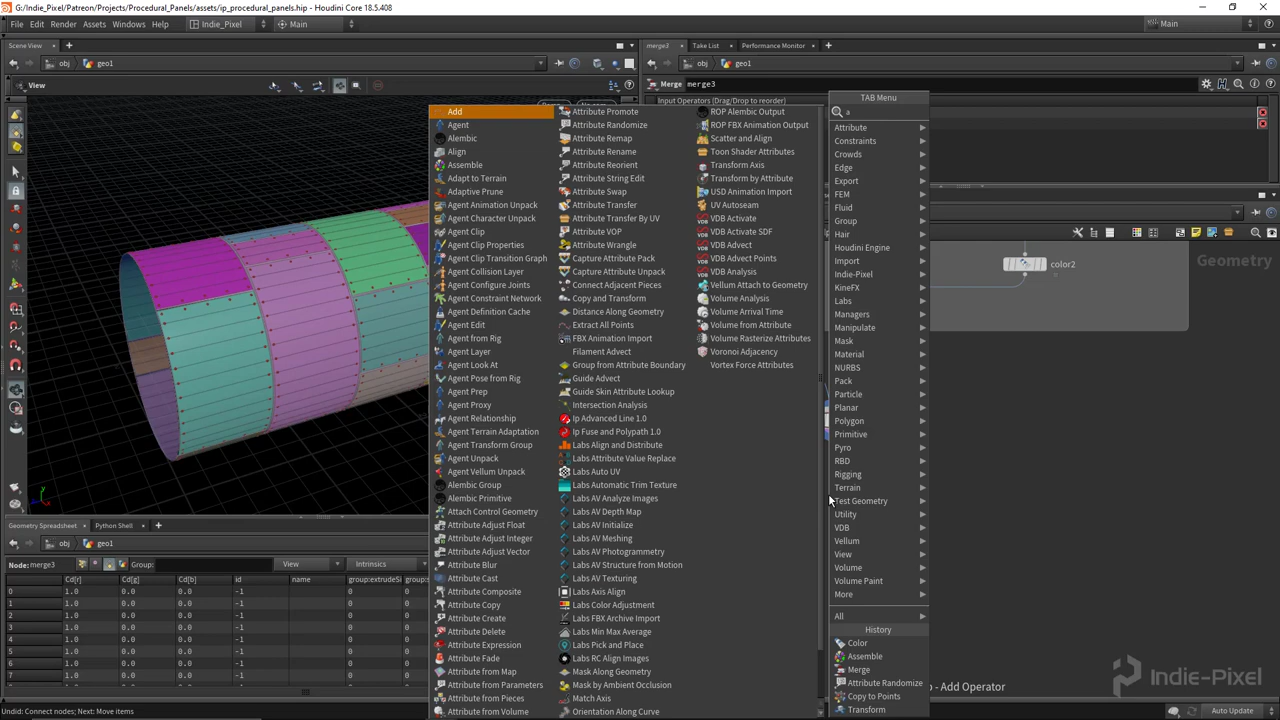 G:/Indie_Pixel/Patreon/Projects/Procedural_Panels/assets/ip_procedural_panels.hip - Houdini Core 18.5.408
File Edit Render Assets Windows Help Indie_Pixel Main Main
Scene View
merge3 Take List Performance Monitor
obj geo1
obj geo1
View
Merge merge3
Input Operators (Drag/Drop to reorder)
TAB Menu
a
Add
Agent
Alembic
Align
Assemble
Adapt to Terrain
Adaptive Prune
Agent Animation Unpack
Agent Character Unpack
Agent Clip
Agent Clip Properties
Agent Clip Transition Graph
Agent Collision Layer
Agent Configure Joints
Agent Constraint Network
Agent Definition Cache
Agent Edit
Agent from Rig
Agent Layer
Agent Look At
Agent Pose from Rig
Agent Prep
Agent Proxy
Agent Relationship
Agent Terrain Adaptation
Agent Transform Group
Agent Unpack
Agent Vellum Unpack
Alembic Group
Alembic Primitive
Attach Control Geometry
Attribute Adjust Float
Attribute Adjust Integer
Attribute Adjust Vector
Attribute Blur
Attribute Cast
Attribute Composite
Attribute Copy
Attribute Create
Attribute Delete
Attribute Expression
Attribute Fade
Attribute from Map
Attribute from Parameters
Attribute from Pieces
Attribute from Volume
Attribute Promote
Attribute Randomize
Attribute Remap
Attribute Rename
Attribute Reorient
Attribute String Edit
Attribute Swap
Attribute Transfer
Attribute Transfer By UV
Attribute VOP
Attribute Wrangle
Capture Attribute Pack
Capture Attribute Unpack
Connect Adjacent Pieces
Copy and Transform
Distance Along Geometry
Extract All Points
FBX Animation Import
Filament Advect
Group from Attribute Boundary
Guide Advect
Guide Skin Attribute Lookup
Intersection Analysis
Ip Advanced Line 1.0
Ip Fuse and Polypath 1.0
Labs Align and Distribute
Labs Attribute Value Replace
Labs Auto UV
Labs Automatic Trim Texture
Labs AV Analyze Images
Labs AV Depth Map
Labs AV Initialize
Labs AV Meshing
Labs AV Photogrammetry
Labs AV Structure from Motion
Labs AV Texturing
Labs Axis Align
Labs Color Adjustment
Labs FBX Archive Import
Labs Min Max Average
Labs Pick and Place
Labs RC Align Images
Mask Along Geometry
Mask by Ambient Occlusion
Match Axis
Orientation Along Curve
ROP Alembic Output
ROP FBX Animation Output
Scatter and Align
Toon Shader Attributes
Transform Axis
Transform by Attribute
USD Animation Import
UV Autoseam
VDB Activate
VDB Activate SDF
VDB Advect
VDB Advect Points
VDB Analysis
Vellum Attach to Geometry
Volume Analysis
Volume Arrival Time
Volume from Attribute
Volume Rasterize Attributes
Voronoi Adjacency
Vortex Force Attributes
Attribute
Constraints
Crowds
Edge
Export
FEM
Fluid
Group
Hair
Houdini Engine
Import
Indie-Pixel
KineFX
Labs
Managers
Manipulate
Mask
Material
NURBS
Pack
Particle
Planar
Polygon
Primitive
Pyro
RBD
Rigging
Terrain
Test Geometry
Utility
VDB
Vellum
View
Volume
Volume Paint
More
All
History
Color
Assemble
Merge
Attribute Randomize
Copy to Points
Transform
color2
Geometry
Geometry Spreadsheet Python Shell
obj geo1
Node: merge3 Group: View Intrinsics
Cd[r] Cd[g] Cd[b] id name group:extrudeSi group:s
0 1.0 0.0 0.0 -1 0 0
1 1.0 0.0 0.0 -1 0 0
2 1.0 0.0 0.0 -1 0 0
3 1.0 0.0 0.0 -1 0 0
4 1.0 0.0 0.0 -1 0 0
5 1.0 0.0 0.0 -1 0 0
6 1.0 0.0 0.0 -1 0 0
7 1.0 0.0 0.0 -1 0 0
Indie-Pixel
- Add Operator
Undid: Connect nodes; Next: Move items
Auto Update